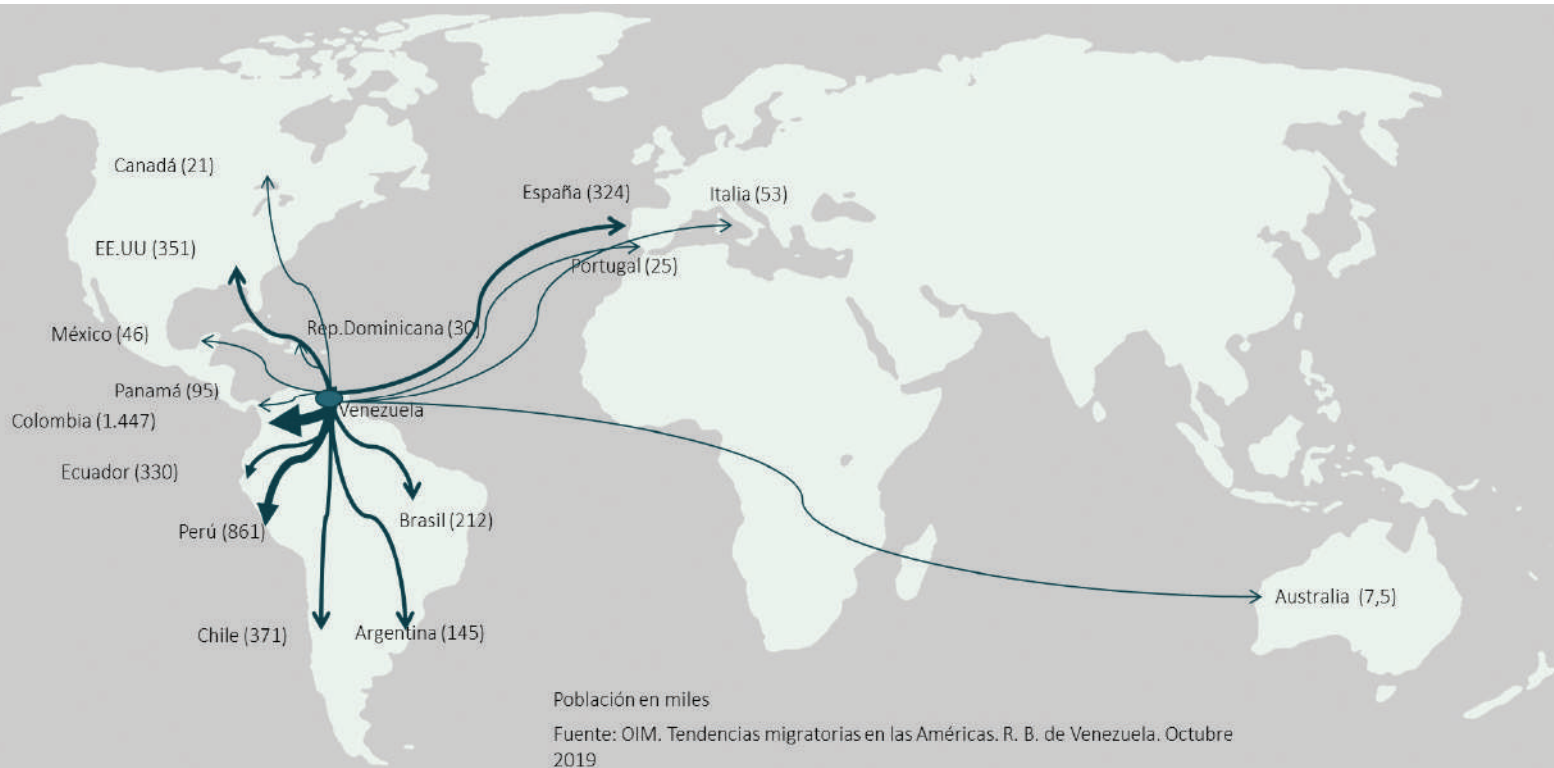 Canadá (21)
España (324)
Italia (53)
EE.UU (351)
Portugal (25)
Rep.Dominicana (30)
México (46)
Panamá (95)
Venezuela
Colombia (1.447)
Ecuador (330)
Brasil (212)
Perú (861)
Australia (7,5)
Chile (371)
Argentina (145)
Población en miles
Fuente: OIM. Tendencias migratorias en las Américas. R. B. de Venezuela. Octubre
2019